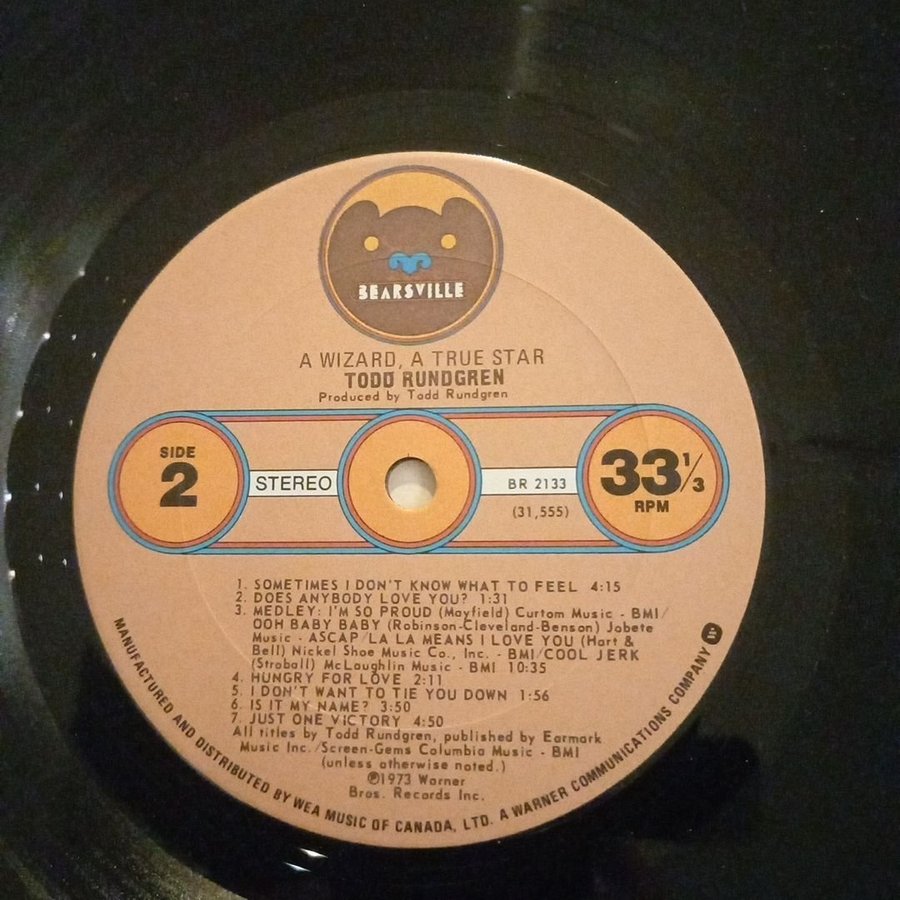 BEARSVILLE
A WIZARD, A TRUE STAR
TODD RUNDGREN
Produced by Todd Rundgren
SIDE
2
STEREO
BR 2133
(31,555)
33 1/3
RPM
1. SOMETIMES I DON'T KNOW WHAT TO FEEL 4:15
2. DOES ANYBODY LOVE YOU? 1:31
3. MEDLEY: I'M SO PROUD (Mayfield) Curtom Music - BMI/
OOH BABY BABY (Robinson-Cleveland-Benson) Jobete
Music - ASCAP/LA LA MEANS I LOVE YOU (Hart &
Bell) Nickel Shoe Music Co., Inc. - BMI/COOL JERK
(Stroball) McLaughlin Music - BMI 10:35
4. HUNGRY FOR LOVE 2:11
5. I DON'T WANT TO TIE YOU DOWN 1:56
6. IS IT MY NAME? 3:50
7. JUST ONE VICTORY 4:50
All titles by Todd Rundgren, published by Earmark
Music Inc./Screen-Gems Columbia Music - BMI
(unless otherwise noted.)
℗1973 Warner
Bros. Records Inc.
MANUFACTURED AND DISTRIBUTED BY WEA MUSIC OF CANADA, LTD. A WARNER COMMUNICATIONS COMPANY